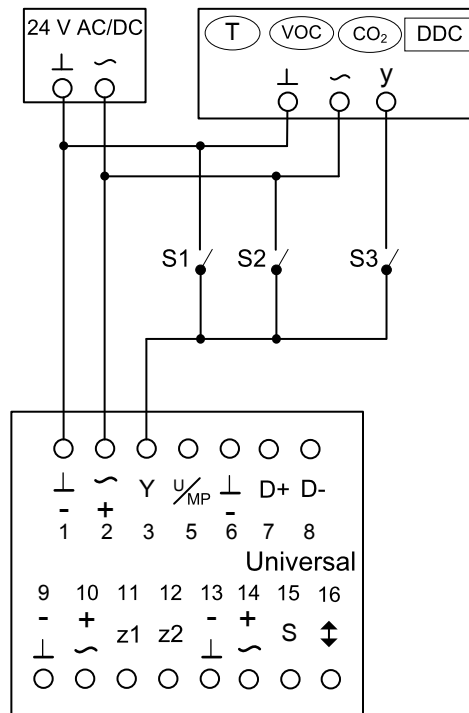 24 V AC/DC
⊥ ~
T VOC CO₂ DDC
⊥ ~ y
S1 S2 S3
⊥ ~ Y U/MP ⊥ D+ D-
- + -
1 2 3 5 6 7 8
Universal
9 10 11 12 13 14 15 16
- + z1 z2 - + S ↕
⊥ ~ ⊥ ~